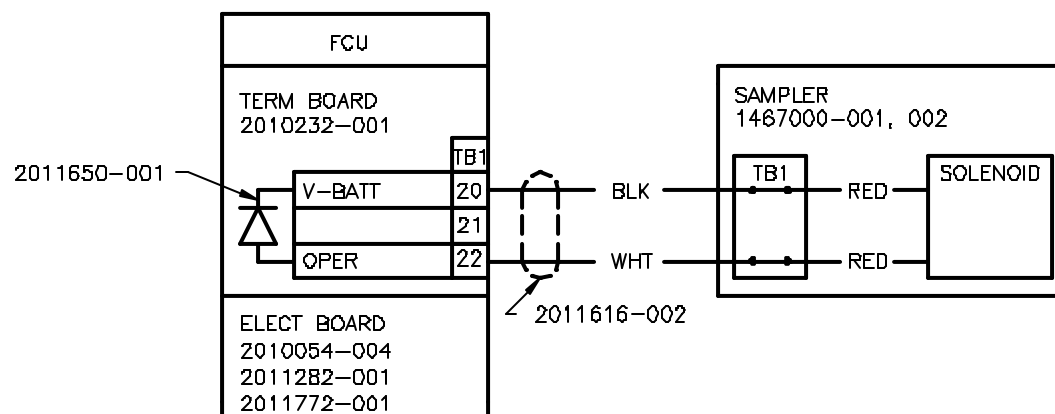 FCU
TERM BOARD
2010232-001
SAMPLER
1467000-001, 002
2011650-001
TB1
V-BATT 20
21
OPER 22
BLK
WHT
TB1
RED
RED
SOLENOID
2011616-002
ELECT BOARD
2010054-004
2011282-001
2011772-001